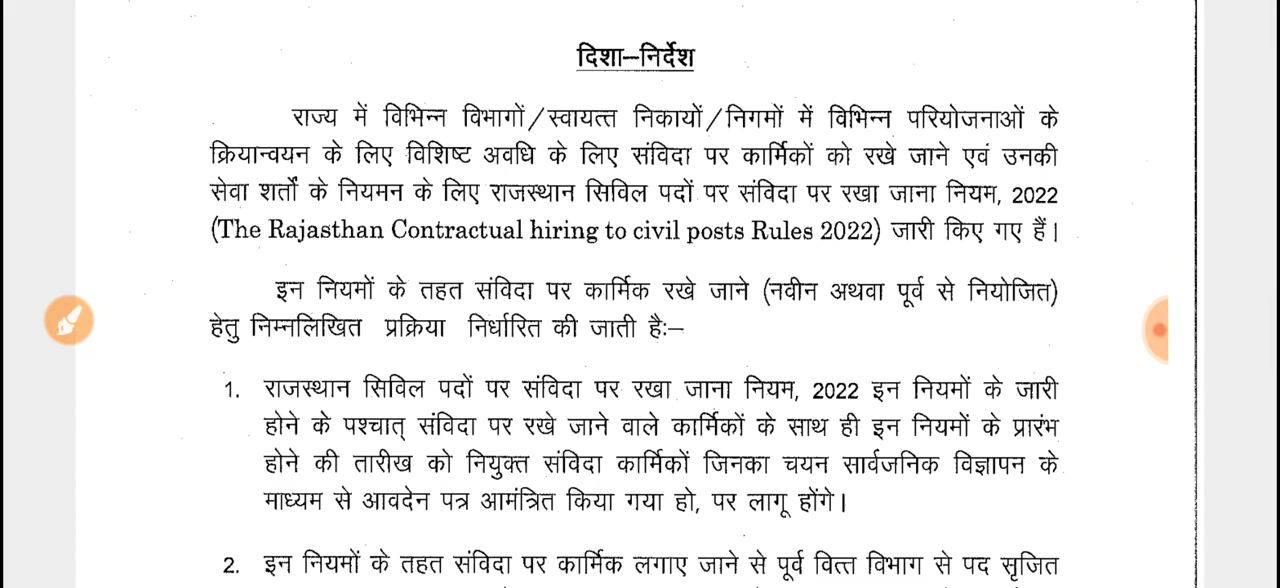 दिशा–निर्देश
राज्य में विभिन्न विभागों/स्वायत्त निकायों/निगमों में विभिन्न परियोजनाओं के
क्रियान्वयन के लिए विशिष्ट अवधि के लिए संविदा पर कार्मिकों को रखे जाने एवं उनकी
सेवा शर्तों के नियमन के लिए राजस्थान सिविल पदों पर संविदा पर रखा जाना नियम, 2022
(The Rajasthan Contractual hiring to civil posts Rules 2022) जारी किए गए हैं।
इन नियमों के तहत संविदा पर कार्मिक रखे जाने (नवीन अथवा पूर्व से नियोजित)
हेतु निम्नलिखित प्रक्रिया निर्धारित की जाती है:–
1. राजस्थान सिविल पदों पर संविदा पर रखा जाना नियम, 2022 इन नियमों के जारी
होने के पश्चात् संविदा पर रखे जाने वाले कार्मिकों के साथ ही इन नियमों के प्रारंभ
होने की तारीख को नियुक्त संविदा कार्मिकों जिनका चयन सार्वजनिक विज्ञापन के
माध्यम से आवदेन पत्र आमंत्रित किया गया हो, पर लागू होंगे।
2. इन नियमों के तहत संविदा पर कार्मिक लगाए जाने से पूर्व वित्त विभाग से पद सृजित